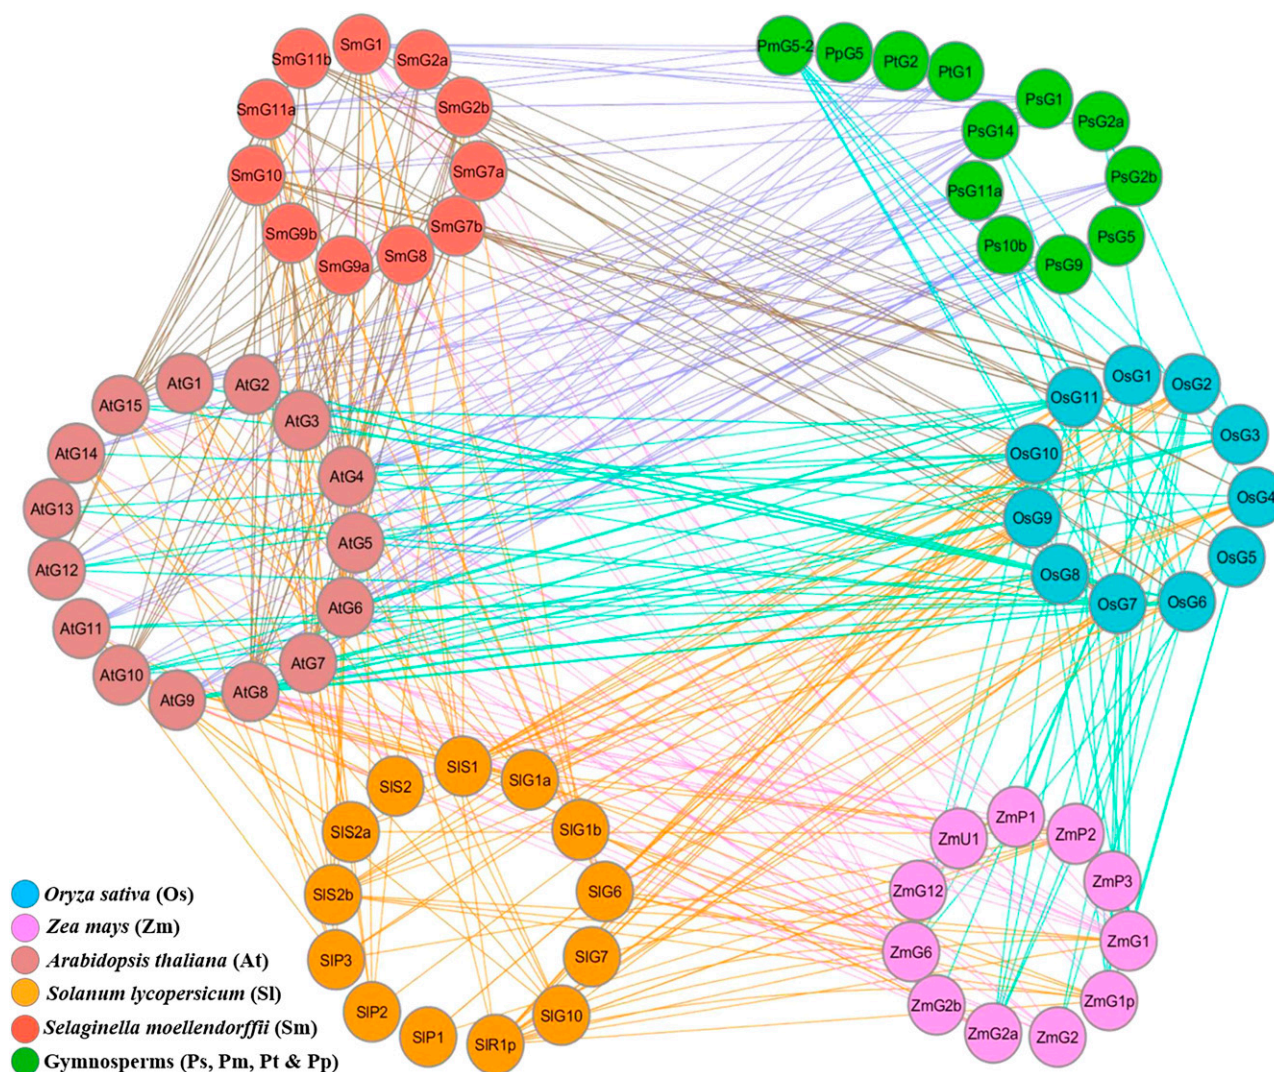 SmG1
SmG11b
SmG2a
SmG11a
SmG2b
SmG10
SmG7a
SmG9b
SmG7b
SmG9a
SmG8
PmG5-2
PpG5
PtG2
PtG1
PsG1
PsG14
PsG2a
PsG11a
PsG2b
Ps10b
PsG5
PsG9
AtG1
AtG2
AtG15
AtG3
AtG14
AtG4
AtG13
AtG5
AtG12
AtG6
AtG11
AtG7
AtG10
AtG8
AtG9
OsG1
OsG2
OsG11
OsG3
OsG10
OsG4
OsG9
OsG5
OsG8
OsG7
OsG6
SlS1
SlS2
SlG1a
SlS2a
SlG1b
SlS2b
SlG6
SlP3
SlG7
SlP2
SlG10
SlP1
SlR1p
ZmP1
ZmU1
ZmP2
ZmG12
ZmP3
ZmG6
ZmG1
ZmG2b
ZmG1p
ZmG2a
ZmG2
Oryza sativa (Os)
Zea mays (Zm)
Arabidopsis thaliana (At)
Solanum lycopersicum (Sl)
Selaginella moellendorffii (Sm)
Gymnosperms (Ps, Pm, Pt & Pp)